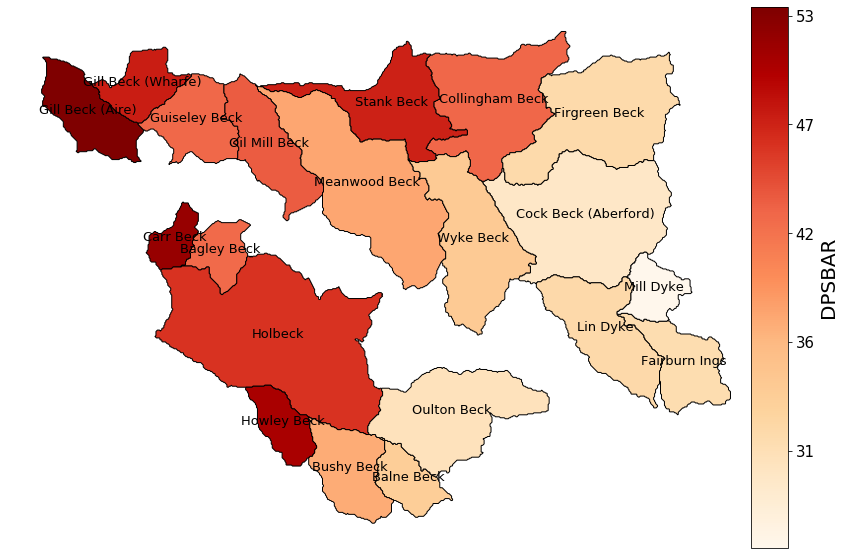 53
Gill Beck (Wharfe)
Stank Beck
Collingham Beck
Gill Beck (Aire)
Guiseley Beck
Firgreen Beck
47
Gil Mill Beck
Meanwood Beck
Cock Beck (Aberford)
42
Carr Beck
Wyke Beck
Bagley Beck
DPSBAR
Mill Dyke
Lin Dyke
Holbeck
36
Fairburn Ings
Oulton Beck
Howley Beck
31
Bushy Beck
Balne Beck